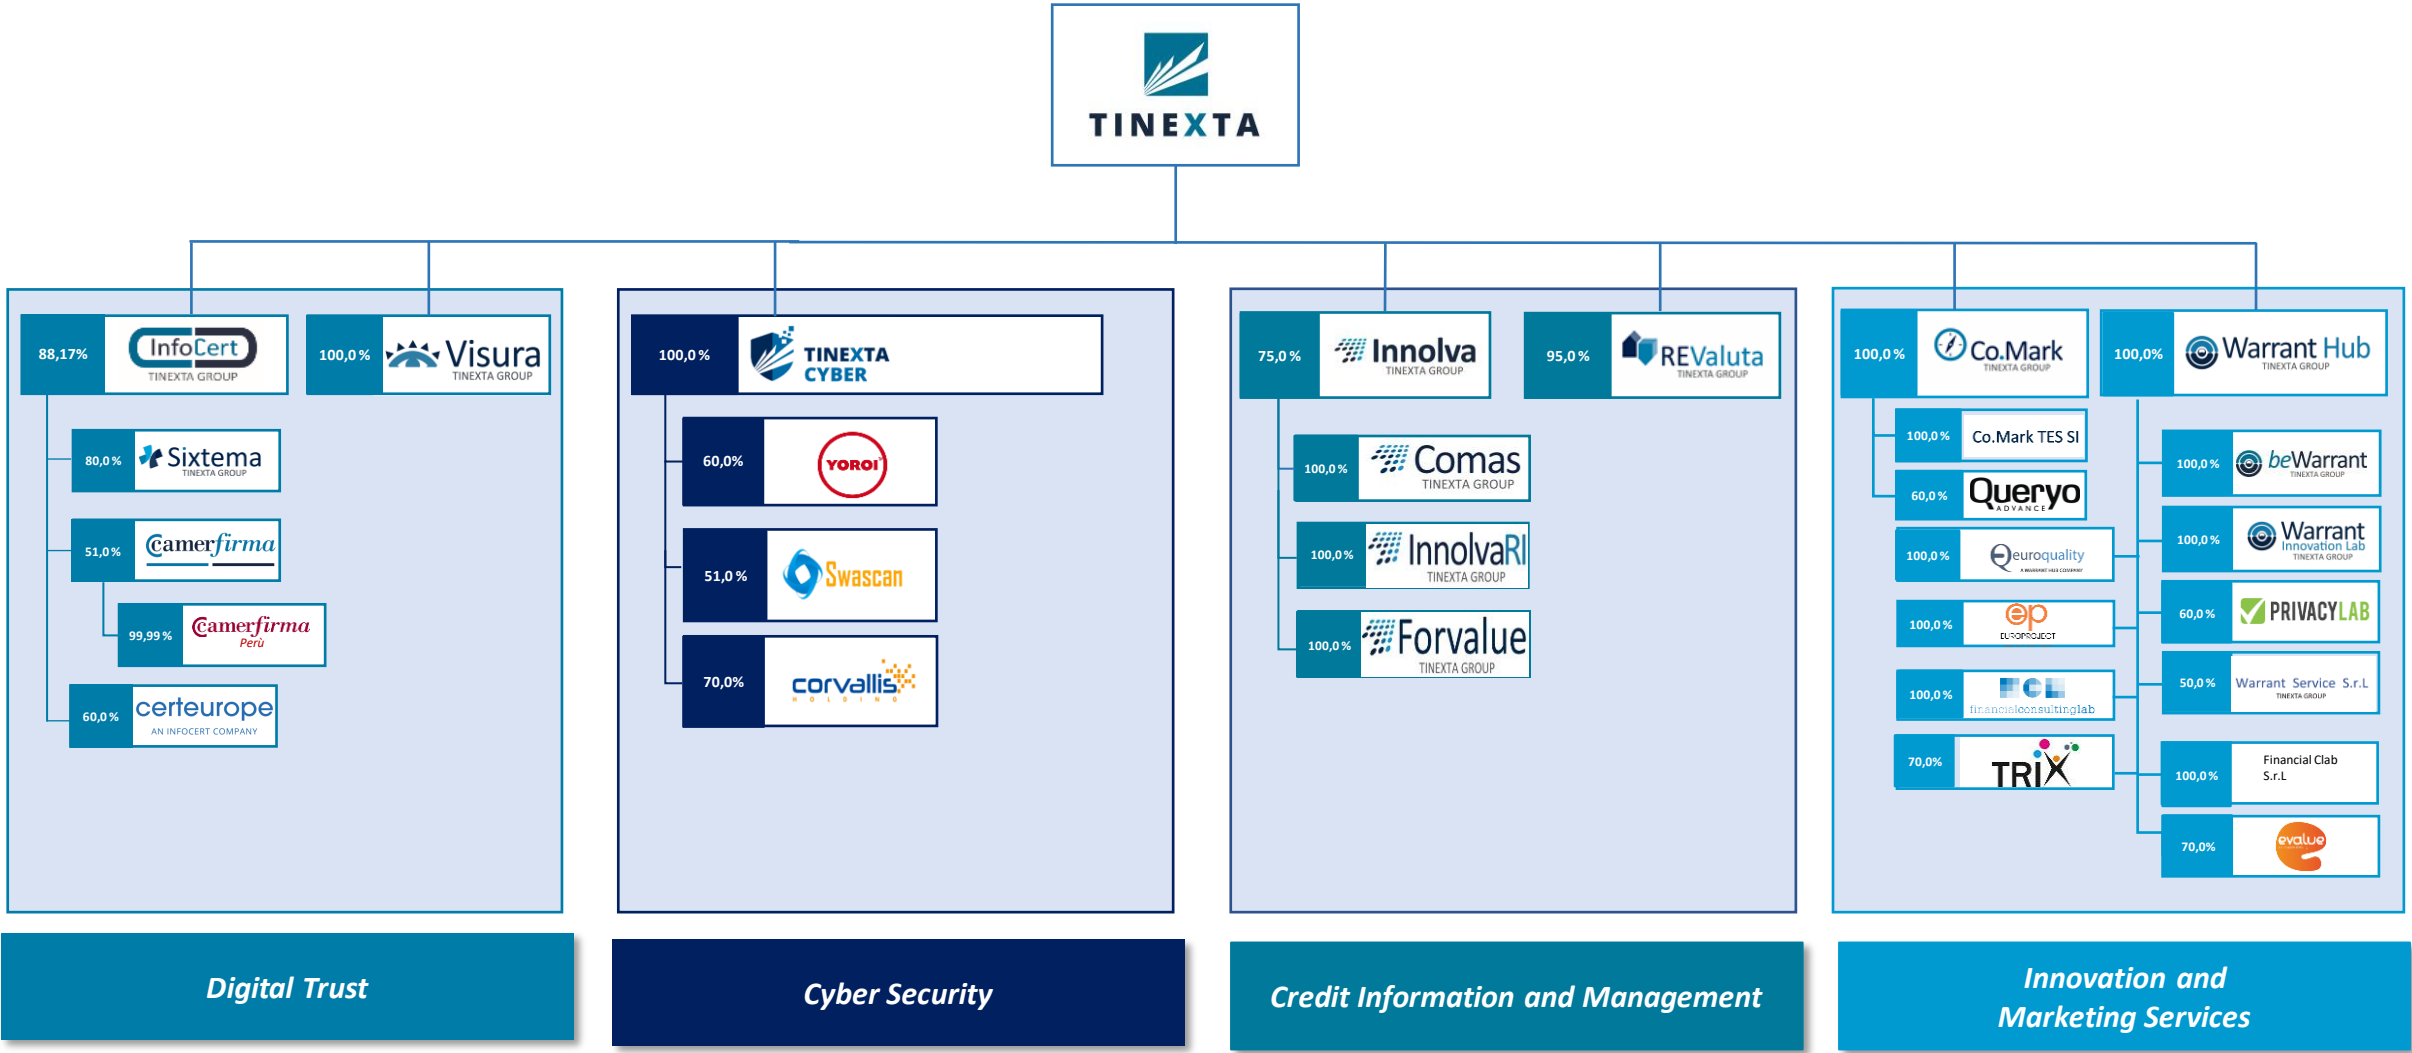 TINEXTA
88,17%
InfoCert
TINEXTA GROUP
100,0 %
Visura
TINEXTA GROUP
80,0 %
Sixtema
TINEXTA GROUP
51,0 %
Camerfirma
99,99 %
Camerfirma
Perù
60,0 %
certeurope
AN INFOCERT COMPANY
100,0 %
TINEXTA
CYBER
60,0%
YOROI
51,0 %
Swascan
70,0%
corvallis
HOLDING
75,0 %
Innolva
TINEXTA GROUP
95,0 %
REValuta
TINEXTA GROUP
100,0 %
Comas
TINEXTA GROUP
100,0 %
InnolvaRI
TINEXTA GROUP
100,0 %
Forvalue
TINEXTA GROUP
100,0 %
Co.Mark
TINEXTA GROUP
100,0%
Warrant Hub
TINEXTA GROUP
100,0 %
Co.Mark TES SI
60,0 %
Queryo
ADVANCE
100,0 %
euroquality
A WARRANT HUB COMPANY
100,0 %
ep
EUROPROJECT
100,0 %
FCL
financialconsultinglab
70,0%
TRIX
100,0 %
beWarrant
TINEXTA GROUP
100,0 %
Warrant
Innovation Lab
TINEXTA GROUP
60,0 %
PRIVACYLAB
50,0 %
Warrant Service S.r.L
TINEXTA GROUP
100,0 %
Financial Clab
S.r.L
70,0%
evalue
Digital Trust
Cyber Security
Credit Information and Management
Innovation and
Marketing Services